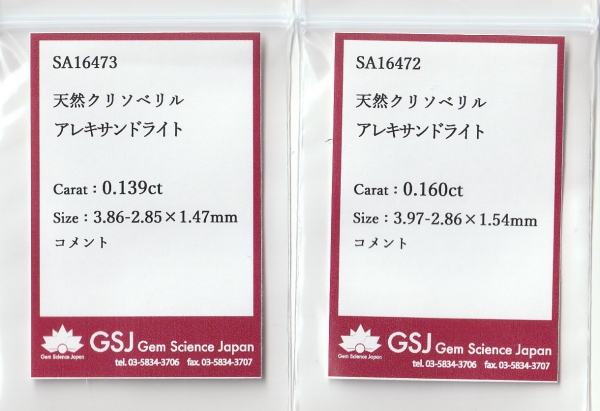 SA16473
天然クリソベリル
アレキサンドライト
Carat：0.139ct
Size：3.86-2.85×1.47mm
コメント
Gem Science Japan
GSJ Gem Science Japan
tel. 03-5834-3706 fax. 03-5834-3707
SA16472
天然クリソベリル
アレキサンドライト
Carat：0.160ct
Size：3.97-2.86×1.54mm
コメント
Gem Science Japan
GSJ Gem Science Japan
tel. 03-5834-3706 fax. 03-5834-3707